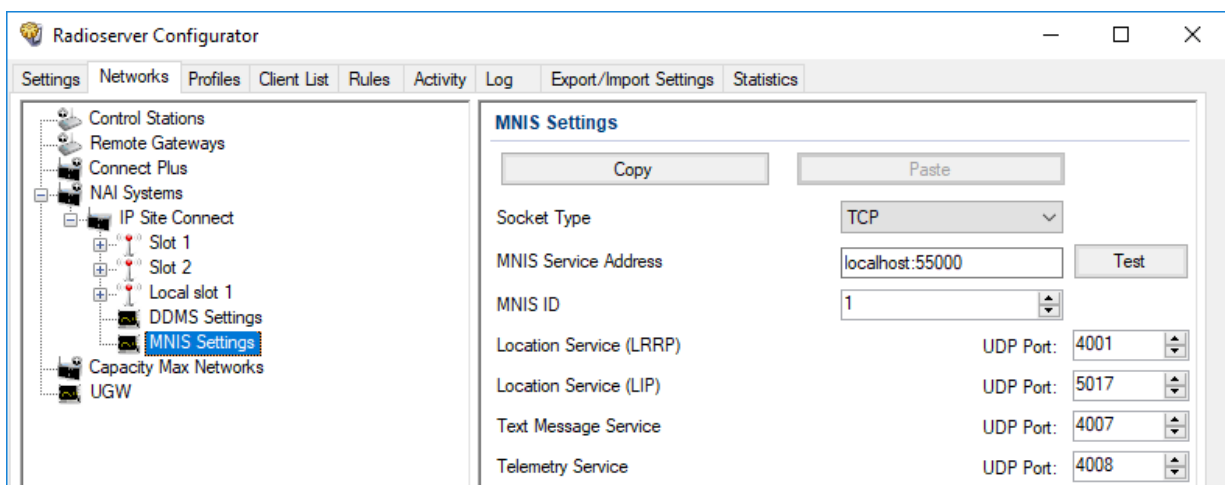 Radioserver Configurator
Settings Networks Profiles Client List Rules Activity Log Export/Import Settings Statistics
Control Stations
Remote Gateways
Connect Plus
NAI Systems
IP Site Connect
Slot 1
Slot 2
Local slot 1
DDMS Settings
MNIS Settings
Capacity Max Networks
UGW
MNIS Settings
Copy Paste
Socket Type TCP
MNIS Service Address localhost:55000 Test
MNIS ID 1
Location Service (LRRP) UDP Port: 4001
Location Service (LIP) UDP Port: 5017
Text Message Service UDP Port: 4007
Telemetry Service UDP Port: 4008